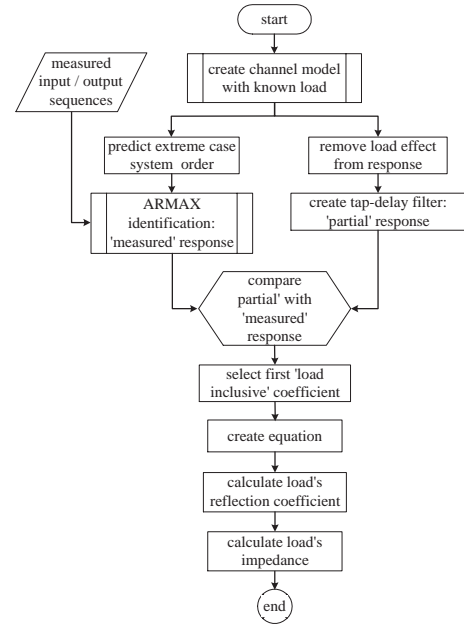 start
measured
input / output
sequences
create channel model
with known load
predict extreme case
system order
remove load effect
from response
ARMAX
identification:
'measured' response
create tap-delay filter:
'partial' response
compare
partial' with
'measured'
response
select first 'load
inclusive' coefficient
create equation
calculate load's
reflection coefficient
calculate load's
impedance
end